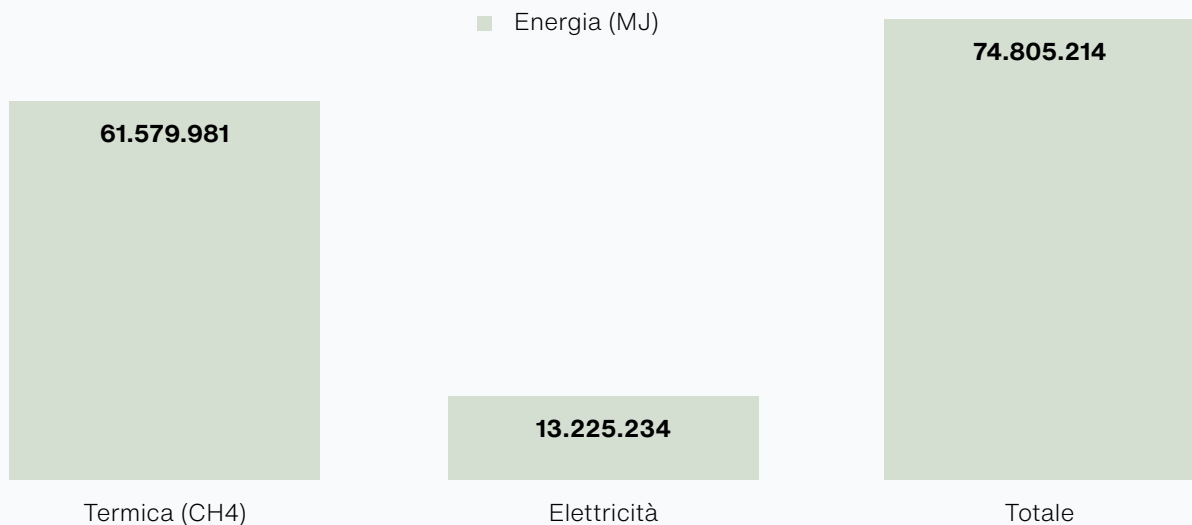 Energia (MJ)
74.805.214
61.579.981
13.225.234
Termica (CH4)
Elettricità
Totale